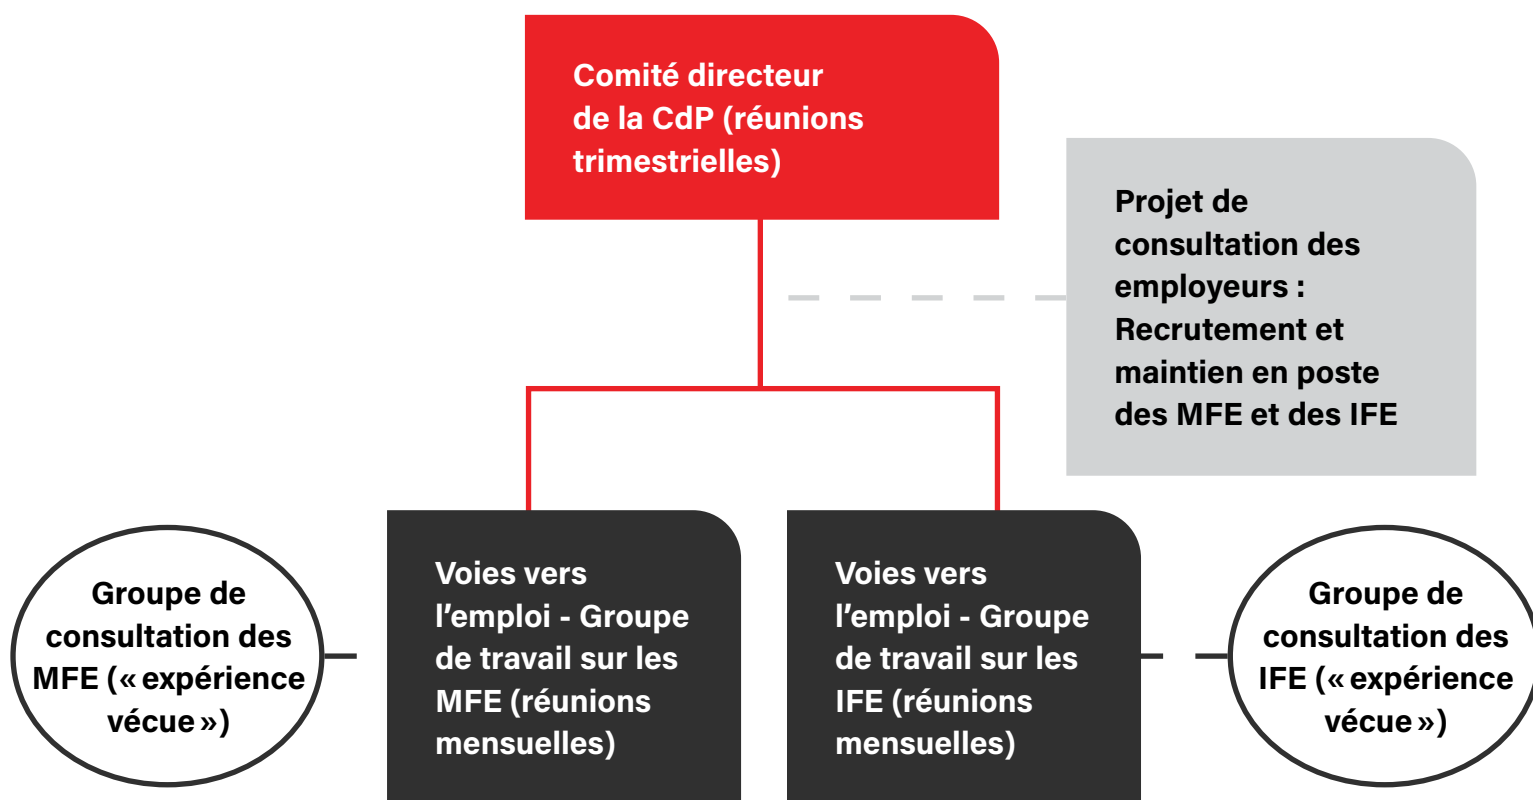 Comité directeur
de la CdP (réunions
trimestrielles)
Projet de
consultation des
employeurs :
Recrutement et
maintien en poste
des MFE et des IFE
Groupe de
consultation des
MFE (« expérience
vécue »)
Voies vers
l’emploi - Groupe
de travail sur les
MFE (réunions
mensuelles)
Voies vers
l’emploi - Groupe
de travail sur les
IFE (réunions
mensuelles)
Groupe de
consultation des
IFE (« expérience
vécue »)